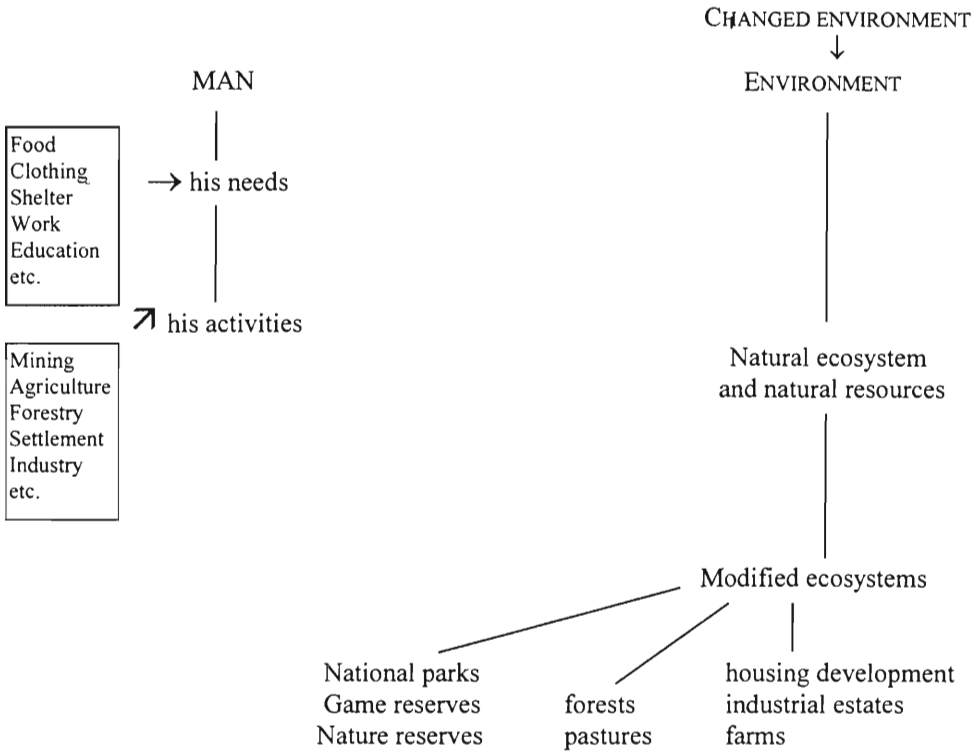 CHANGED ENVIRONMENT
↓
MAN
ENVIRONMENT
Food
Clothing
Shelter
Work
Education
etc.
→ his needs
↗ his activities
Mining
Agriculture
Forestry
Settlement
Industry
etc.
Natural ecosystem
and natural resources
Modified ecosystems
National parks
Game reserves
Nature reserves
forests
pastures
housing development
industrial estates
farms